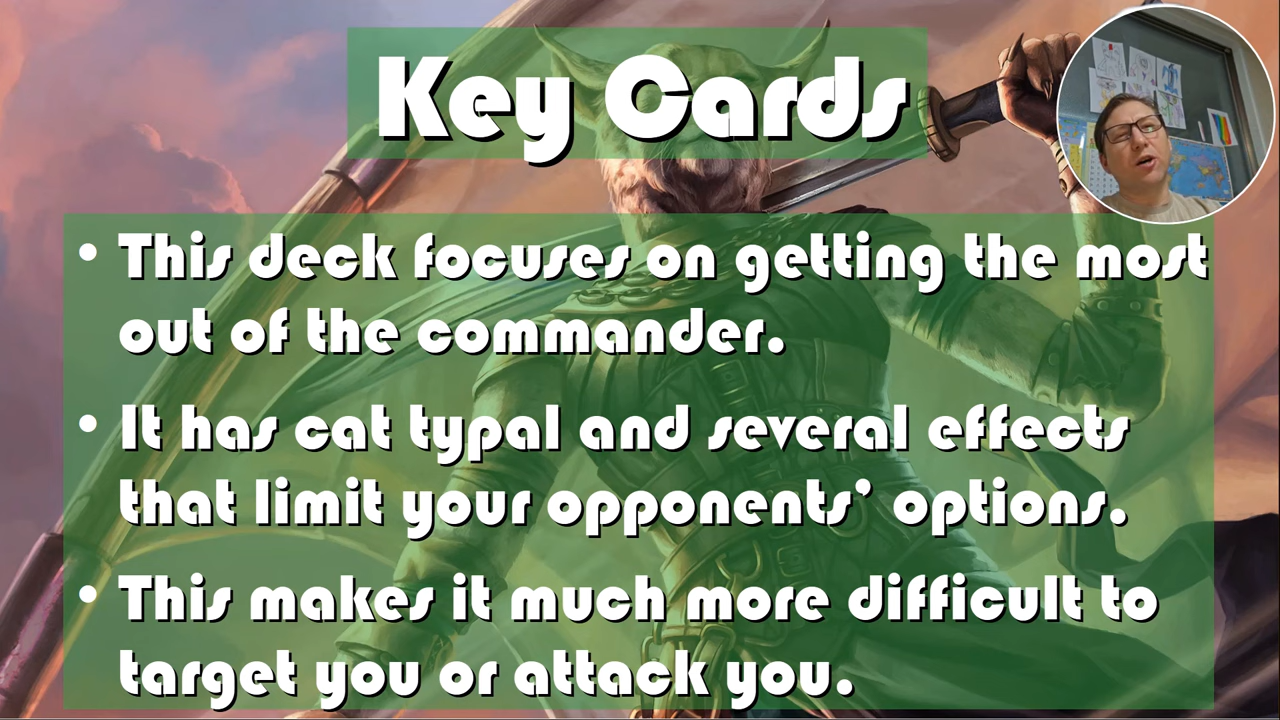 Key Cards
• This deck focuses on getting the most
out of the commander.
• It has cat typal and several effects
that limit your opponents’ options.
• This makes it much more difficult to
target you or attack you.